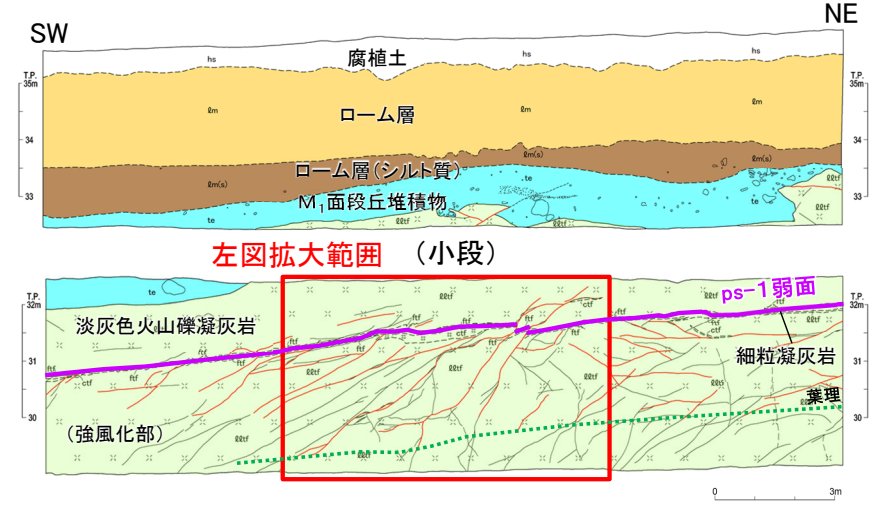 SW
NE
hs
腐植土
hs
hs
T.P.
35m
T.P.
35m
ℓm
ローム層
ℓm
ℓm
34
34
ℓm(s)
ローム層(シルト質)
ℓm(s)
ℓm(s)
33
33
te
M₁面段丘堆積物
te
te
ℓℓtf
ℓℓtf
左図拡大範囲
(小段)
te
ℓℓtf
ps-1弱面
T.P.
32m
T.P.
32m
淡灰色火山礫凝灰岩
細粒凝灰岩
ftf
ctf
31
31
葉理
30
30
(強風化部)
ℓℓtf
ℓℓtf
ℓℓtf
0
3m